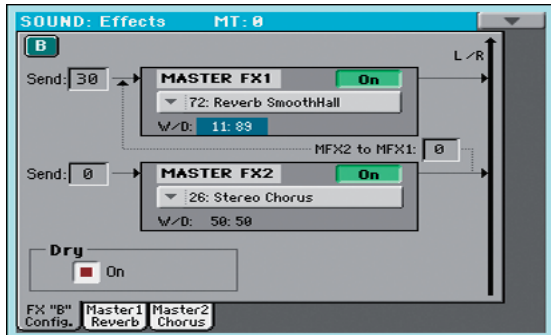 SOUND: Effects MT:0
B
L/R
Send: 30 MASTER FX1 On
72: Reverb SmoothHall
W/D: 11:89
MFX2 to MFX1: 0
Send: 0 MASTER FX2 On
26: Stereo Chorus
W/D: 50:50
Dry
On
FX "B" Config. Master1 Reverb Master2 Chorus